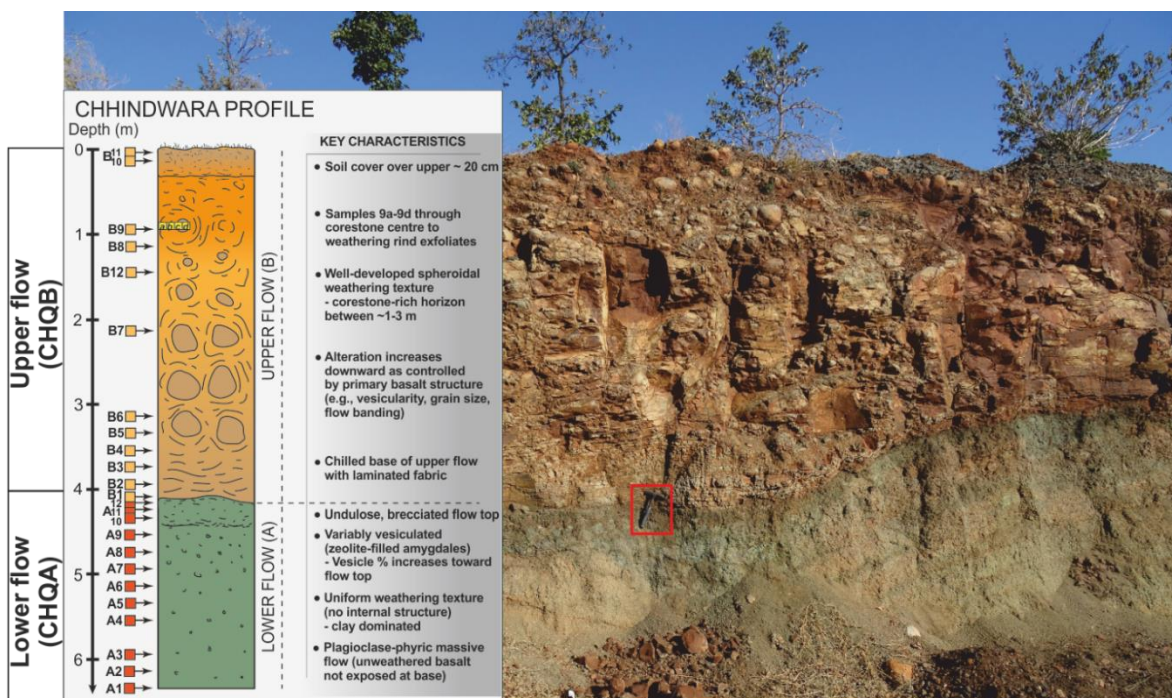 CHHINDWARA PROFILE
Depth (m)
KEY CHARACTERISTICS
Upper flow
(CHQB)
Lower flow
(CHQA)
0
1
2
3
4
5
6
B11
10
B9
B8
B12
B7
B6
B5
B4
B3
B2
B1
12
A11
10
A9
A8
A7
A6
A5
A4
A3
A2
A1
UPPER FLOW (B)
LOWER FLOW (A)
• Soil cover over upper ~ 20 cm
• Samples 9a-9d through
corestone centre to
weathering rind exfoliates
• Well-developed spheroidal
weathering texture
- corestone-rich horizon
between ~1-3 m
• Alteration increases
downward as controlled
by primary basalt structure
(e.g., vesicularity, grain size,
flow banding)
• Chilled base of upper flow
with laminated fabric
• Undulose, brecciated flow top
• Variably vesiculated
(zeolite-filled amygdales)
- Vesicle % increases toward
flow top
• Uniform weathering texture
(no internal structure)
- clay dominated
• Plagioclase-phyric massive
flow (unweathered basalt
not exposed at base)